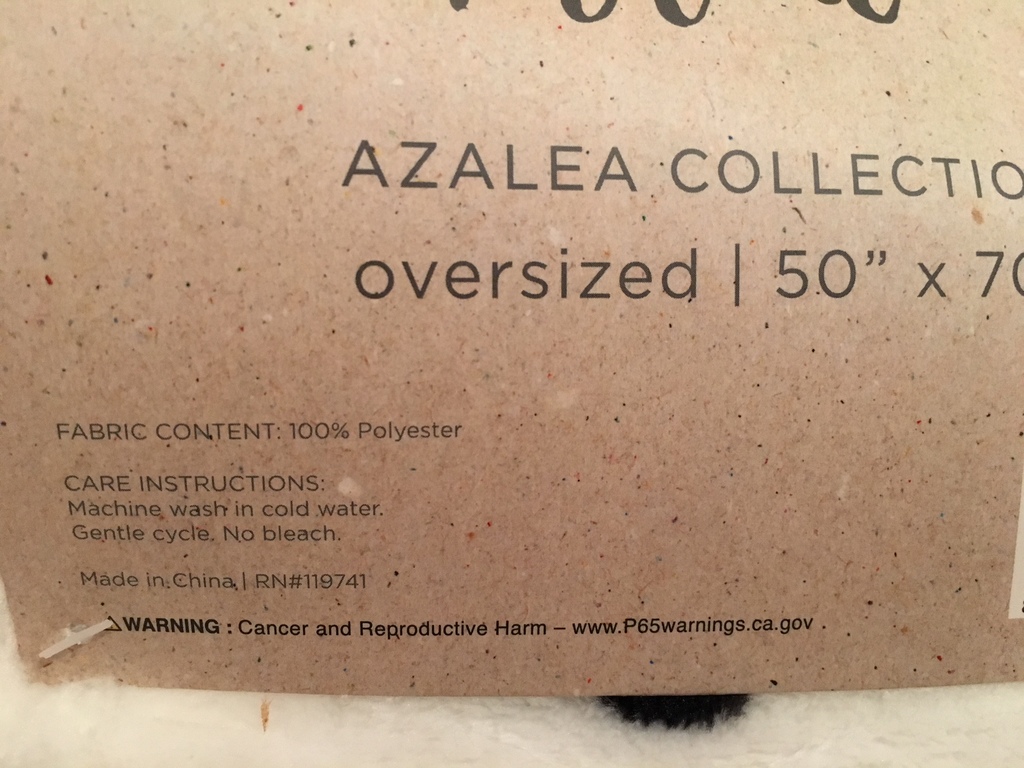 AZALEA COLLECTIO
oversized | 50” x 70
FABRIC CONTENT: 100% Polyester
CARE INSTRUCTIONS:
Machine wash in cold water.
Gentle cycle. No bleach.
Made in China | RN#119741
⚠WARNING : Cancer and Reproductive Harm – www.P65warnings.ca.gov .